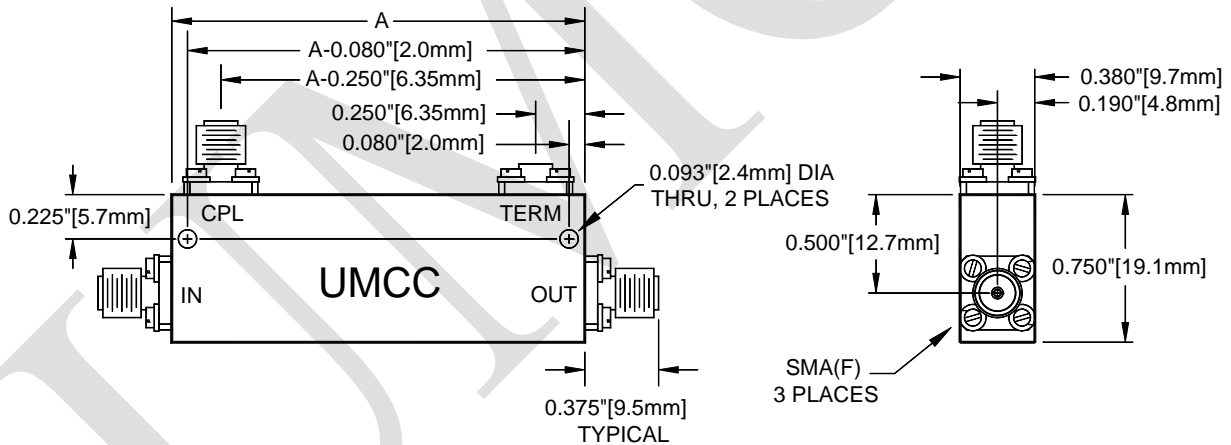 A
A-0.080"[2.0mm]
A-0.250"[6.35mm]
0.250"[6.35mm]
0.080"[2.0mm]
0.093"[2.4mm] DIA
THRU, 2 PLACES
0.225"[5.7mm]
CPL
TERM
IN
UMCC
OUT
0.375"[9.5mm]
TYPICAL
0.380"[9.7mm]
0.190"[4.8mm]
0.500"[12.7mm]
0.750"[19.1mm]
SMA(F)
3 PLACES